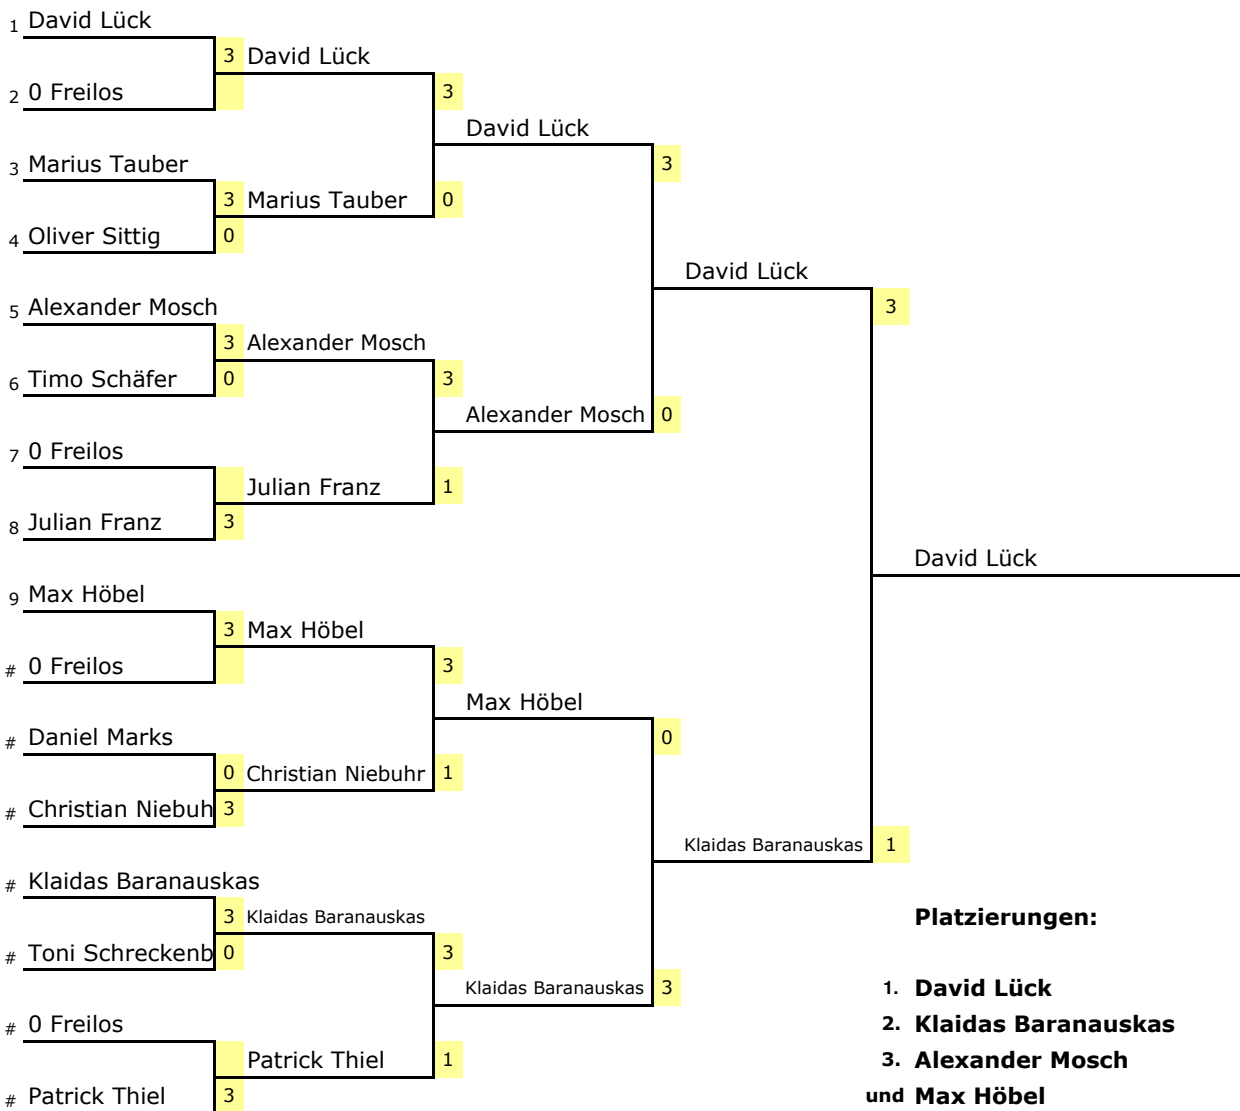 1 David Lück
3 David Lück
2 0 Freilos
3
David Lück
3 Marius Tauber
3
3 Marius Tauber
0
4 Oliver Sittig
0
David Lück
5 Alexander Mosch
3
3 Alexander Mosch
6 Timo Schäfer
0
3
Alexander Mosch
0
7 0 Freilos
Julian Franz
1
8 Julian Franz
3
David Lück
9 Max Höbel
3 Max Höbel
# 0 Freilos
3
Max Höbel
# Daniel Marks
0
0 Christian Niebuhr
1
# Christian Niebuh
3
Klaidas Baranauskas
1
# Klaidas Baranauskas
3 Klaidas Baranauskas
Platzierungen:
# Toni Schreckenb
0
3
Klaidas Baranauskas
3
1. David Lück
# 0 Freilos
2. Klaidas Baranauskas
Patrick Thiel
1
3. Alexander Mosch
# Patrick Thiel
3
und Max Höbel